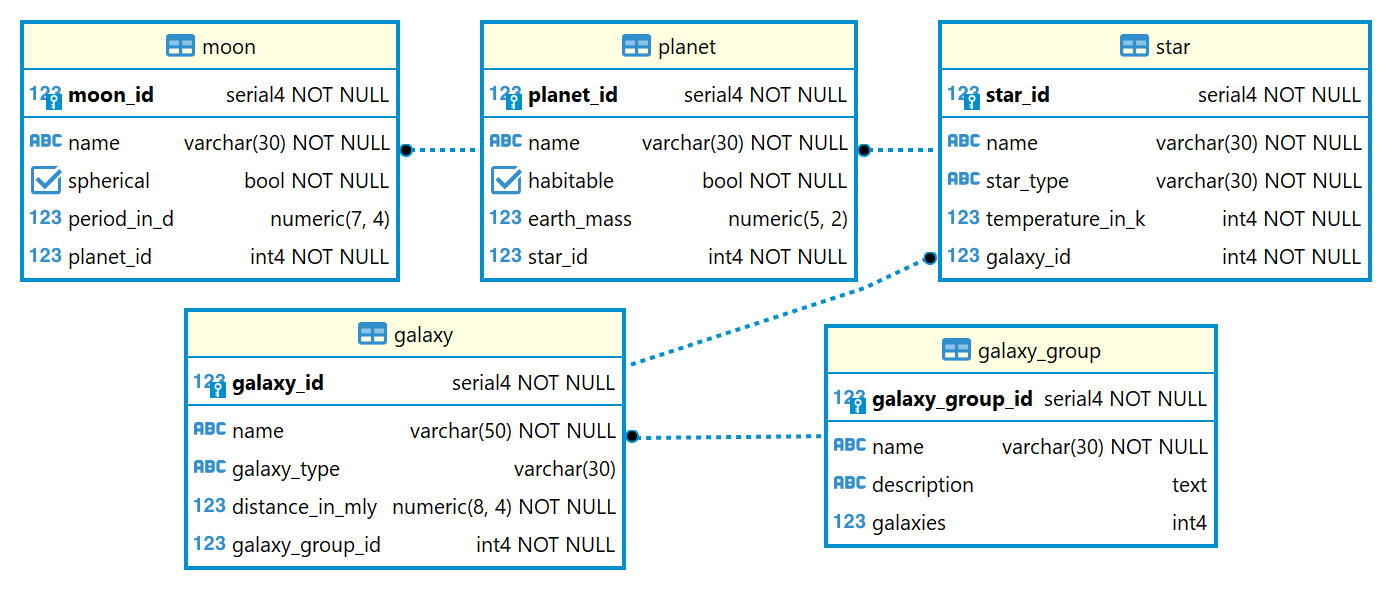 moon
123 moon_id serial4 NOT NULL
ABC name varchar(30) NOT NULL
spherical bool NOT NULL
123 period_in_d numeric(7, 4)
123 planet_id int4 NOT NULL
planet
123 planet_id serial4 NOT NULL
ABC name varchar(30) NOT NULL
habitable bool NOT NULL
123 earth_mass numeric(5, 2)
123 star_id int4 NOT NULL
star
123 star_id serial4 NOT NULL
ABC name varchar(30) NOT NULL
ABC star_type varchar(30) NOT NULL
123 temperature_in_k int4 NOT NULL
123 galaxy_id int4 NOT NULL
galaxy
123 galaxy_id serial4 NOT NULL
ABC name varchar(50) NOT NULL
ABC galaxy_type varchar(30)
123 distance_in_mly numeric(8, 4) NOT NULL
123 galaxy_group_id int4 NOT NULL
galaxy_group
123 galaxy_group_id serial4 NOT NULL
ABC name varchar(30) NOT NULL
ABC description text
123 galaxies int4